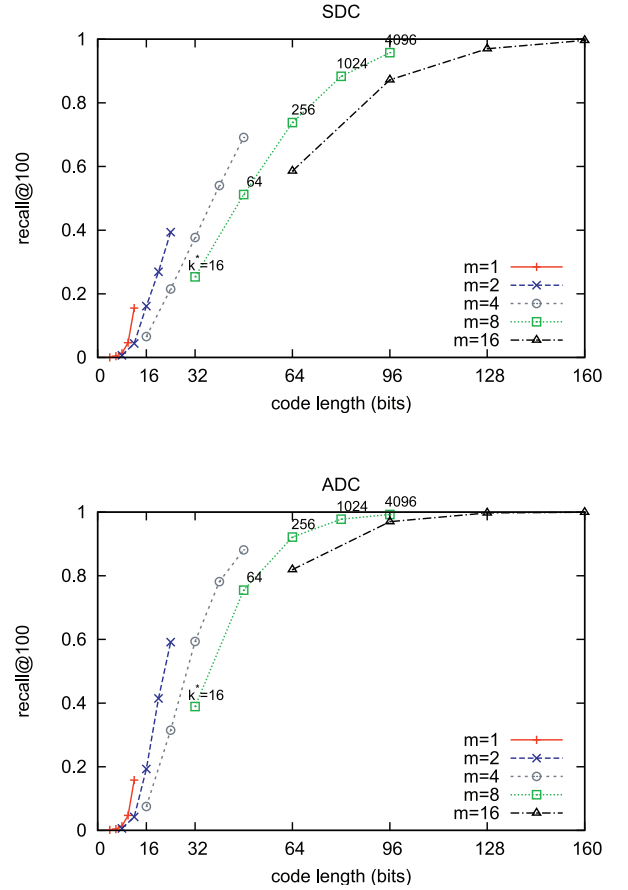 SDC
1
0.8
0.6
0.4
0.2
0
recall@100
4096
1024
256
64
k*=16
m=1
m=2
m=4
m=8
m=16
0 16 32 64 96 128 160
code length (bits)
ADC
1
0.8
0.6
0.4
0.2
0
recall@100
4096
1024
256
64
k*=16
m=1
m=2
m=4
m=8
m=16
0 16 32 64 96 128 160
code length (bits)